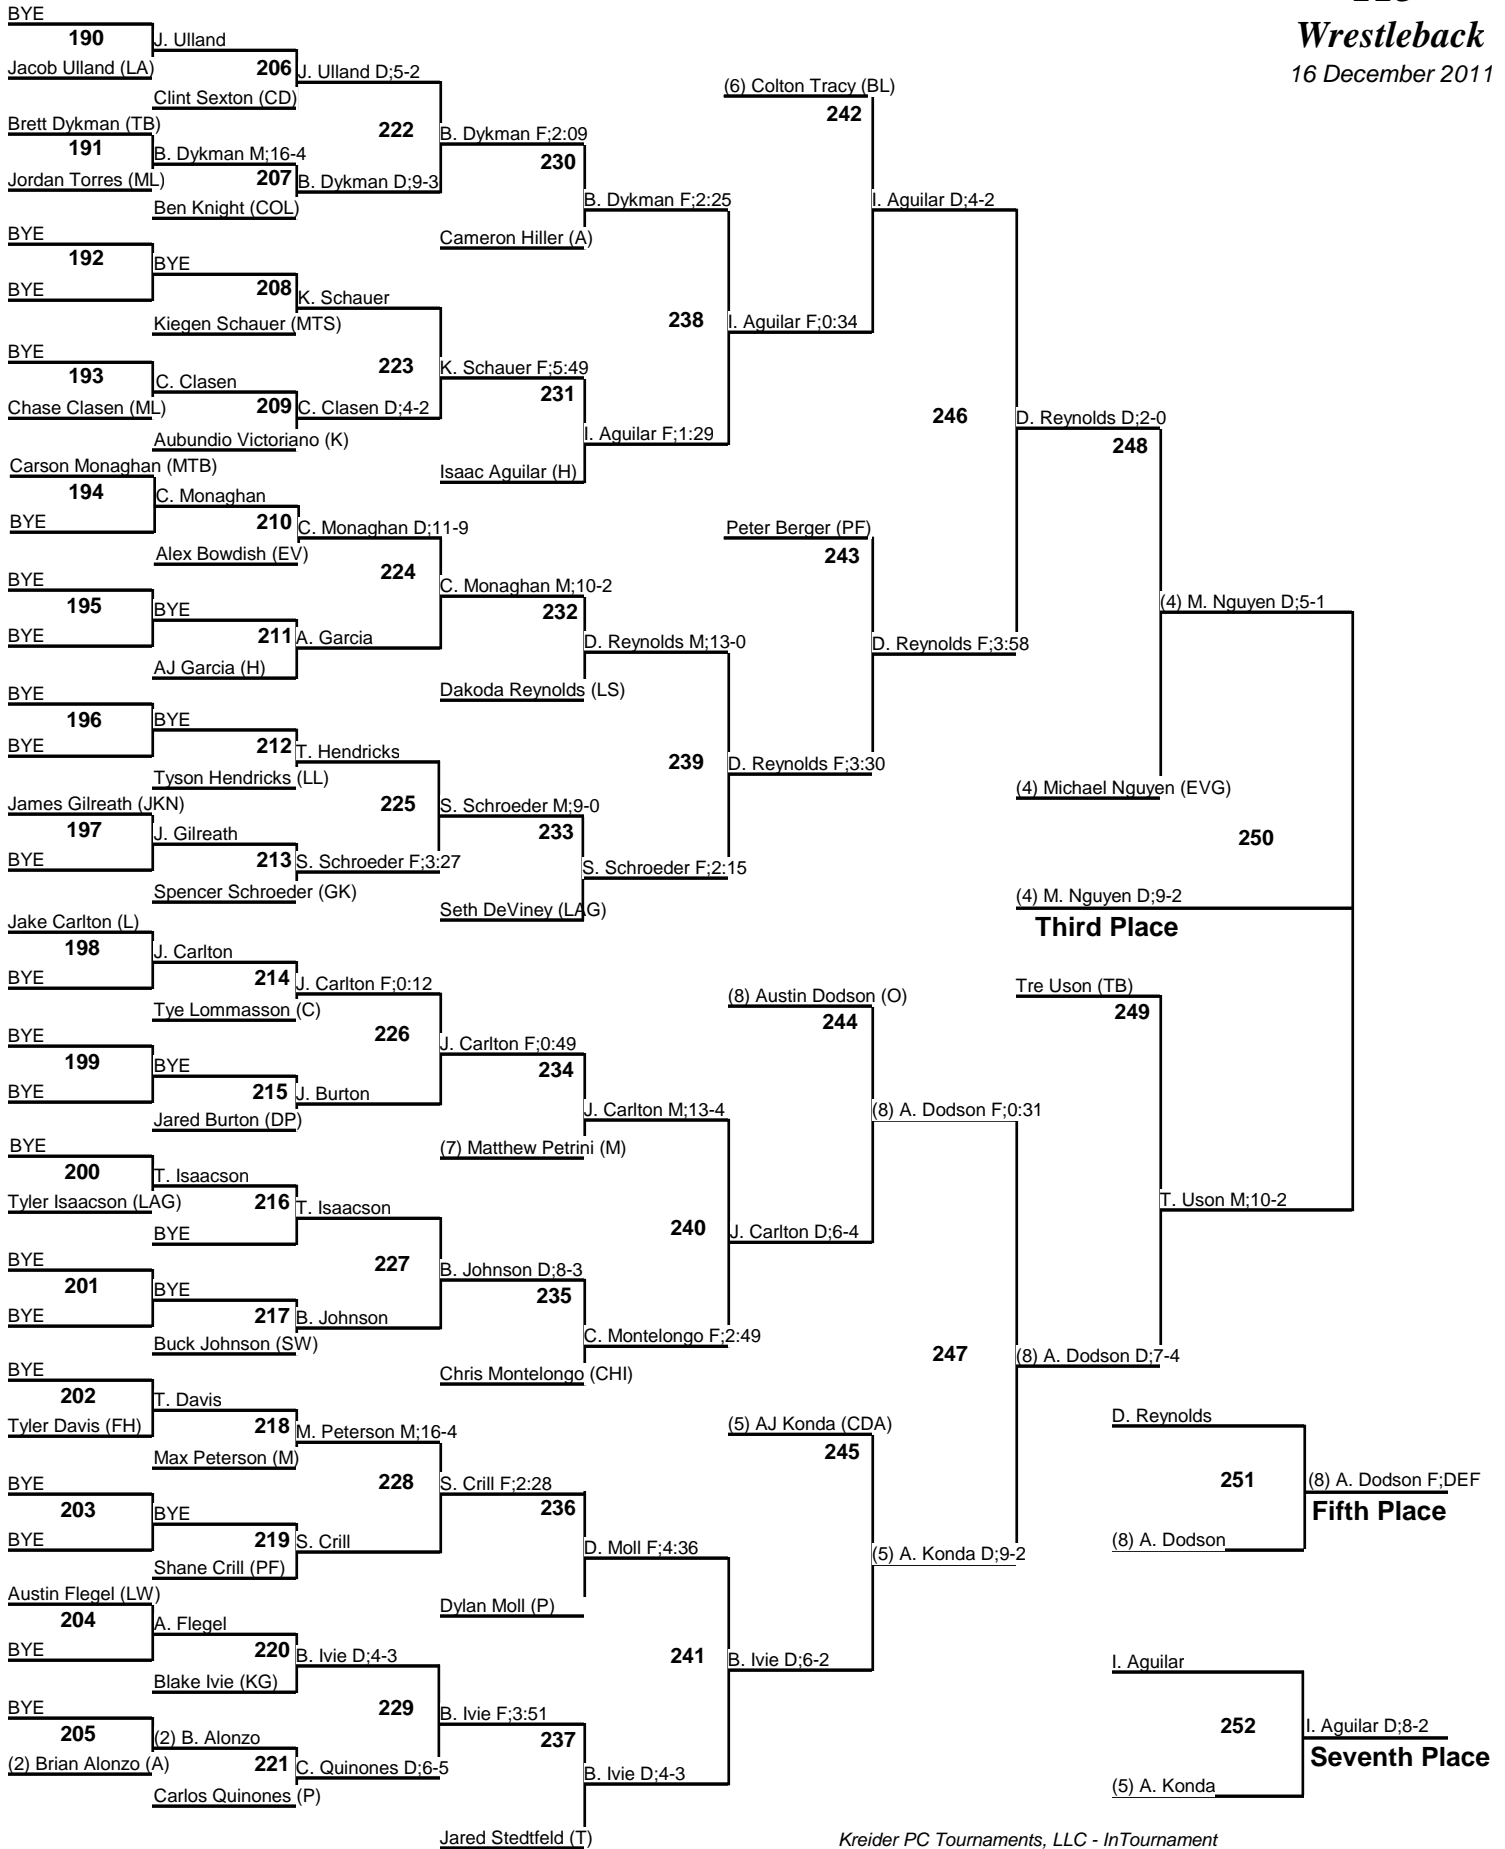 Wrestleback
16 December 2011
BYE
190
J. Ulland
Jacob Ulland (LA)
206
J. Ulland D;5-2
Clint Sexton (CD)
Brett Dykman (TB)
191
B. Dykman M;16-4
Jordan Torres (ML)
207
B. Dykman D;9-3
Ben Knight (COL)
222
B. Dykman F;2:09
230
B. Dykman F;2:25
Cameron Hiller (A)
BYE
192
BYE
BYE
208
K. Schauer
Kiegen Schauer (MTS)
BYE
193
C. Clasen
Chase Clasen (ML)
209
C. Clasen D;4-2
Aubundio Victoriano (K)
223
K. Schauer F;5:49
231
I. Aguilar F;1:29
Isaac Aguilar (H)
238
I. Aguilar F;0:34
(6) Colton Tracy (BL)
242
I. Aguilar D;4-2
Carson Monaghan (MTB)
194
C. Monaghan
BYE
210
C. Monaghan D;11-9
Alex Bowdish (EV)
BYE
195
BYE
BYE
211
A. Garcia
AJ Garcia (H)
224
C. Monaghan M;10-2
232
D. Reynolds M;13-0
Dakoda Reynolds (LS)
BYE
196
BYE
BYE
212
T. Hendricks
Tyson Hendricks (LL)
James Gilreath (JKN)
197
J. Gilreath
BYE
213
S. Schroeder F;3:27
Spencer Schroeder (GK)
225
S. Schroeder M;9-0
233
S. Schroeder F;2:15
Seth DeViney (LAG)
239
D. Reynolds F;3:30
Peter Berger (PF)
243
D. Reynolds F;3:58
246
D. Reynolds D;2-0
248
(4) M. Nguyen D;5-1
(4) Michael Nguyen (EVG)
250
(4) M. Nguyen D;9-2
Third Place
Jake Carlton (L)
198
J. Carlton
BYE
214
J. Carlton F;0:12
Tye Lommasson (C)
BYE
199
BYE
BYE
215
J. Burton
Jared Burton (DP)
226
J. Carlton F;0:49
234
J. Carlton M;13-4
(7) Matthew Petrini (M)
BYE
200
T. Isaacson
Tyler Isaacson (LAG)
216
T. Isaacson
BYE
BYE
201
BYE
BYE
217
B. Johnson
Buck Johnson (SW)
227
B. Johnson D;8-3
235
C. Montelongo F;2:49
Chris Montelongo (CHI)
240
J. Carlton D;6-4
(8) Austin Dodson (O)
244
(8) A. Dodson F;0:31
BYE
202
T. Davis
Tyler Davis (FH)
218
M. Peterson M;16-4
Max Peterson (M)
BYE
203
BYE
BYE
219
S. Crill
Shane Crill (PF)
228
S. Crill F;2:28
236
D. Moll F;4:36
Dylan Moll (P)
Austin Flegel (LW)
204
A. Flegel
BYE
220
B. Ivie D;4-3
Blake Ivie (KG)
BYE
205
(2) B. Alonzo
(2) Brian Alonzo (A)
221
C. Quinones D;6-5
Carlos Quinones (P)
229
B. Ivie F;3:51
237
B. Ivie D;4-3
Jared Stedtfeld (T)
241
B. Ivie D;6-2
(5) AJ Konda (CDA)
245
(5) A. Konda D;9-2
247
(8) A. Dodson D;7-4
Tre Uson (TB)
249
T. Uson M;10-2
D. Reynolds
251
(8) A. Dodson F;DEF
Fifth Place
(8) A. Dodson
I. Aguilar
252
I. Aguilar D;8-2
Seventh Place
(5) A. Konda
Kreider PC Tournaments, LLC - InTournament